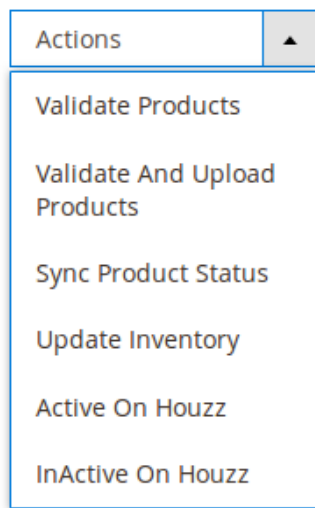 Actions
Validate Products
Validate And Upload
Products
Sync Product Status
Update Inventory
Active On Houzz
InActive On Houzz